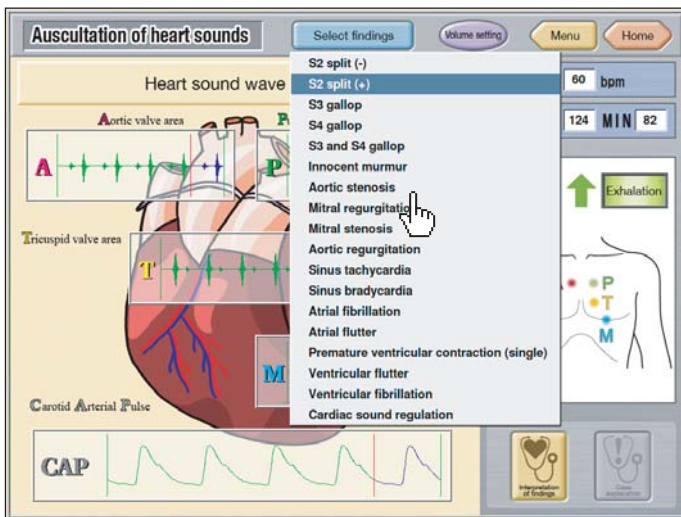 Auscultation of heart sounds
Select findings
Volume setting
Menu
Home
Heart sound wave
S2 split (-)
S2 split (+)
S3 gallop
S4 gallop
S3 and S4 gallop
Innocent murmur
Aortic stenosis
Mitral regurgitation
Mitral stenosis
Aortic regurgitation
Sinus tachycardia
Sinus bradycardia
Atrial fibrillation
Atrial flutter
Premature ventricular contraction (single)
Ventricular flutter
Ventricular fibrillation
Cardiac sound regulation
60 bpm
124 MIN 82
Aortic valve area
P
A
P
Exhalation
Tricuspid valve area
T
P
T
M
M
Carotid Arterial Pulse
CAP
Interpretation
of findings